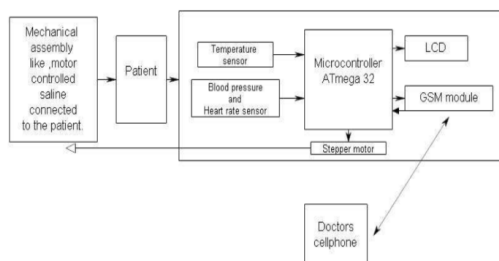 Mechanical
assembly
like ,motor
controlled
saline
connected
to the patient.
Patient
Temperature
sensor
Blood pressure
and
Heart rate sensor
Microcontroller
ATmega 32
LCD
GSM module
Stepper motor
Doctors
cellphone